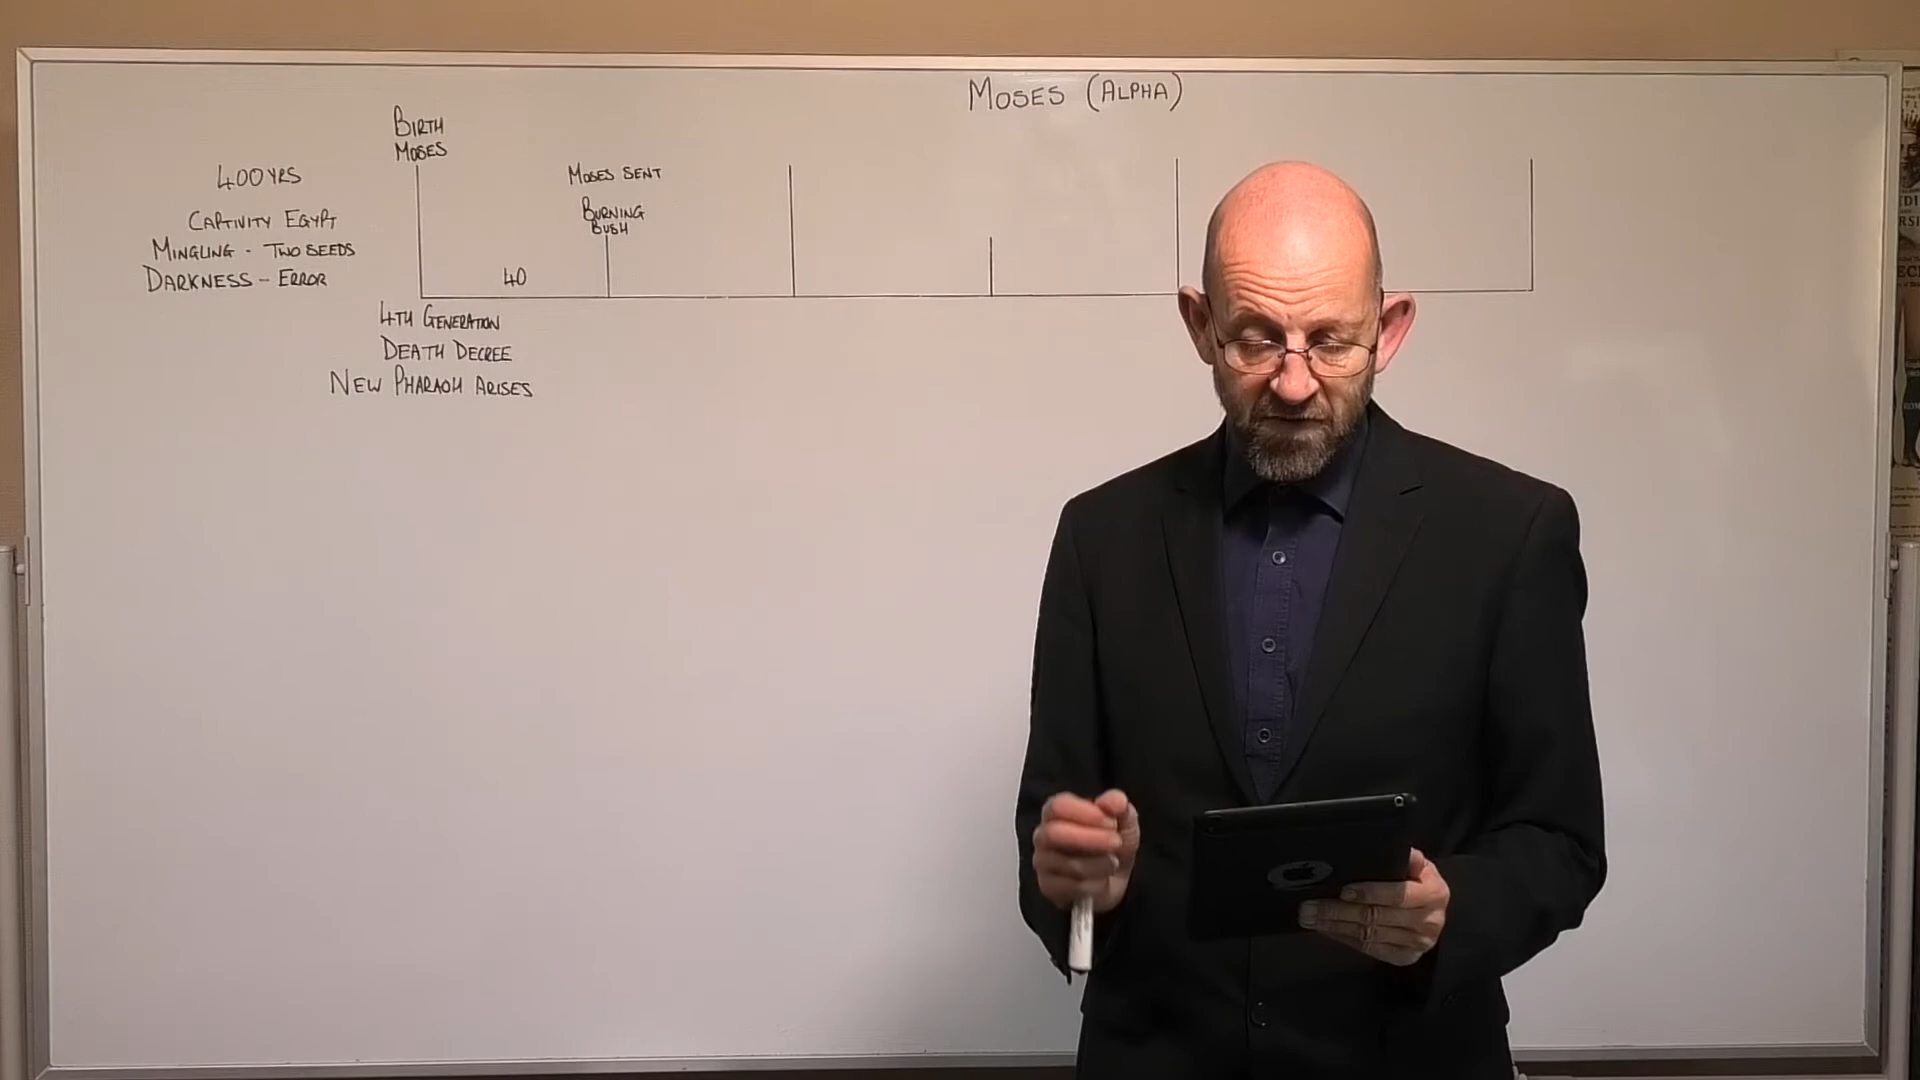 MOSES (ALPHA)
BIRTH
MOSES
400 YRS
CAPTIVITY EGYPT
MINGLING - TWO SEEDS
DARKNESS - ERROR
MOSES SENT
BURNING
BUSH
40
4TH GENERATION
DEATH DECREE
NEW PHARAOH ARISES